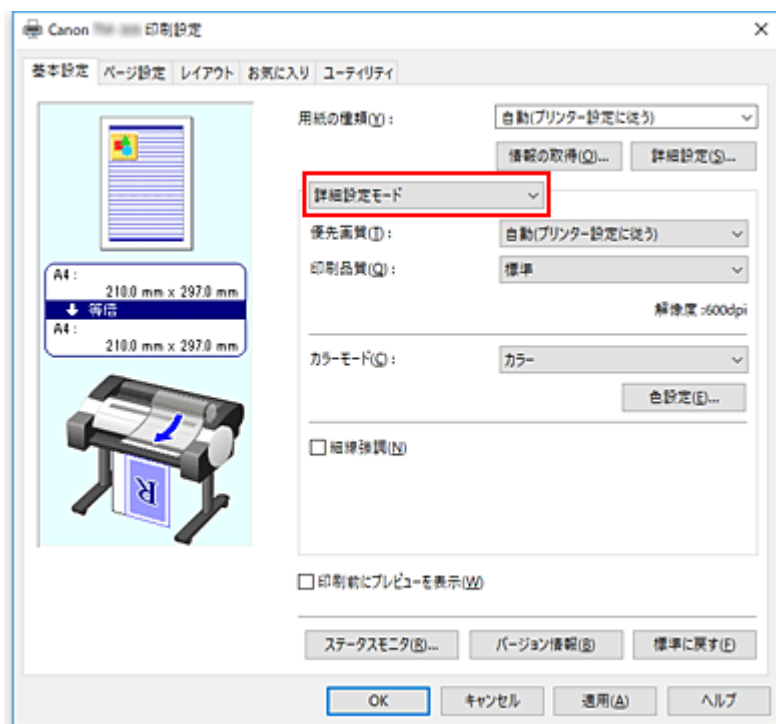 Canon 印刷設定
基本設定 ページ設定 レイアウト お気に入り ユーティリティ
用紙の種類(Y): 自動(プリンター設定に従う)
情報の取得(O)... 詳細設定(S)...
詳細設定モード
優先画質(T): 自動(プリンター設定に従う)
印刷品質(Q): 標準
解像度:600dpi
A4:
210.0 mm x 297.0 mm
等倍
A4:
210.0 mm x 297.0 mm
カラーモード(C): カラー
色設定(E)...
細線強調(N)
R
印刷前にプレビューを表示(W)
ステータスモニタ(R)... バージョン情報(B) 標準に戻す(F)
OK キャンセル 適用(A) ヘルプ